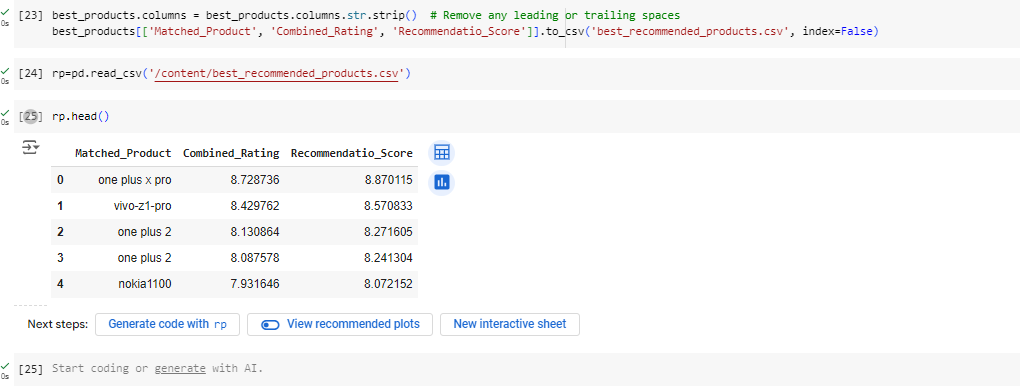 [23] best_products.columns = best_products.columns.str.strip()  # Remove any leading or trailing spaces
0s
best_products[['Matched_Product', 'Combined_Rating', 'Recommendatio_Score']].to_csv('best_recommended_products.csv', index=False)
[24] rp=pd.read_csv('/content/best_recommended_products.csv')
0s
[25] rp.head()
0s
Matched_Product Combined_Rating Recommendatio_Score
0 one plus x pro 8.728736 8.870115
1 vivo-z1-pro 8.429762 8.570833
2 one plus 2 8.130864 8.271605
3 one plus 2 8.087578 8.241304
4 nokia1100 7.931646 8.072152
Next steps: Generate code with rp View recommended plots New interactive sheet
[25] Start coding or generate with AI.
0s